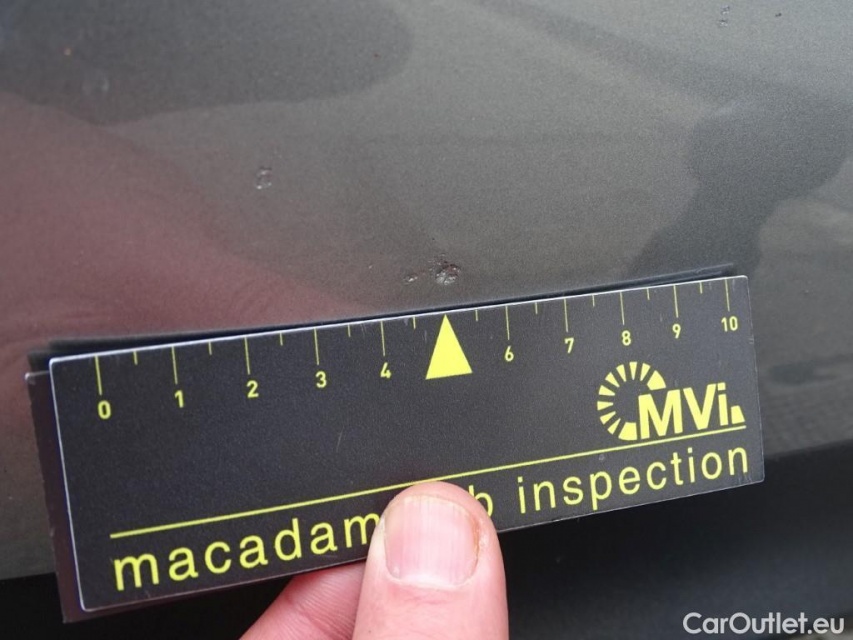 0 1 2 3 4 6 7 8 9 10
MVi
macadam b inspection
CarOutlet.eu